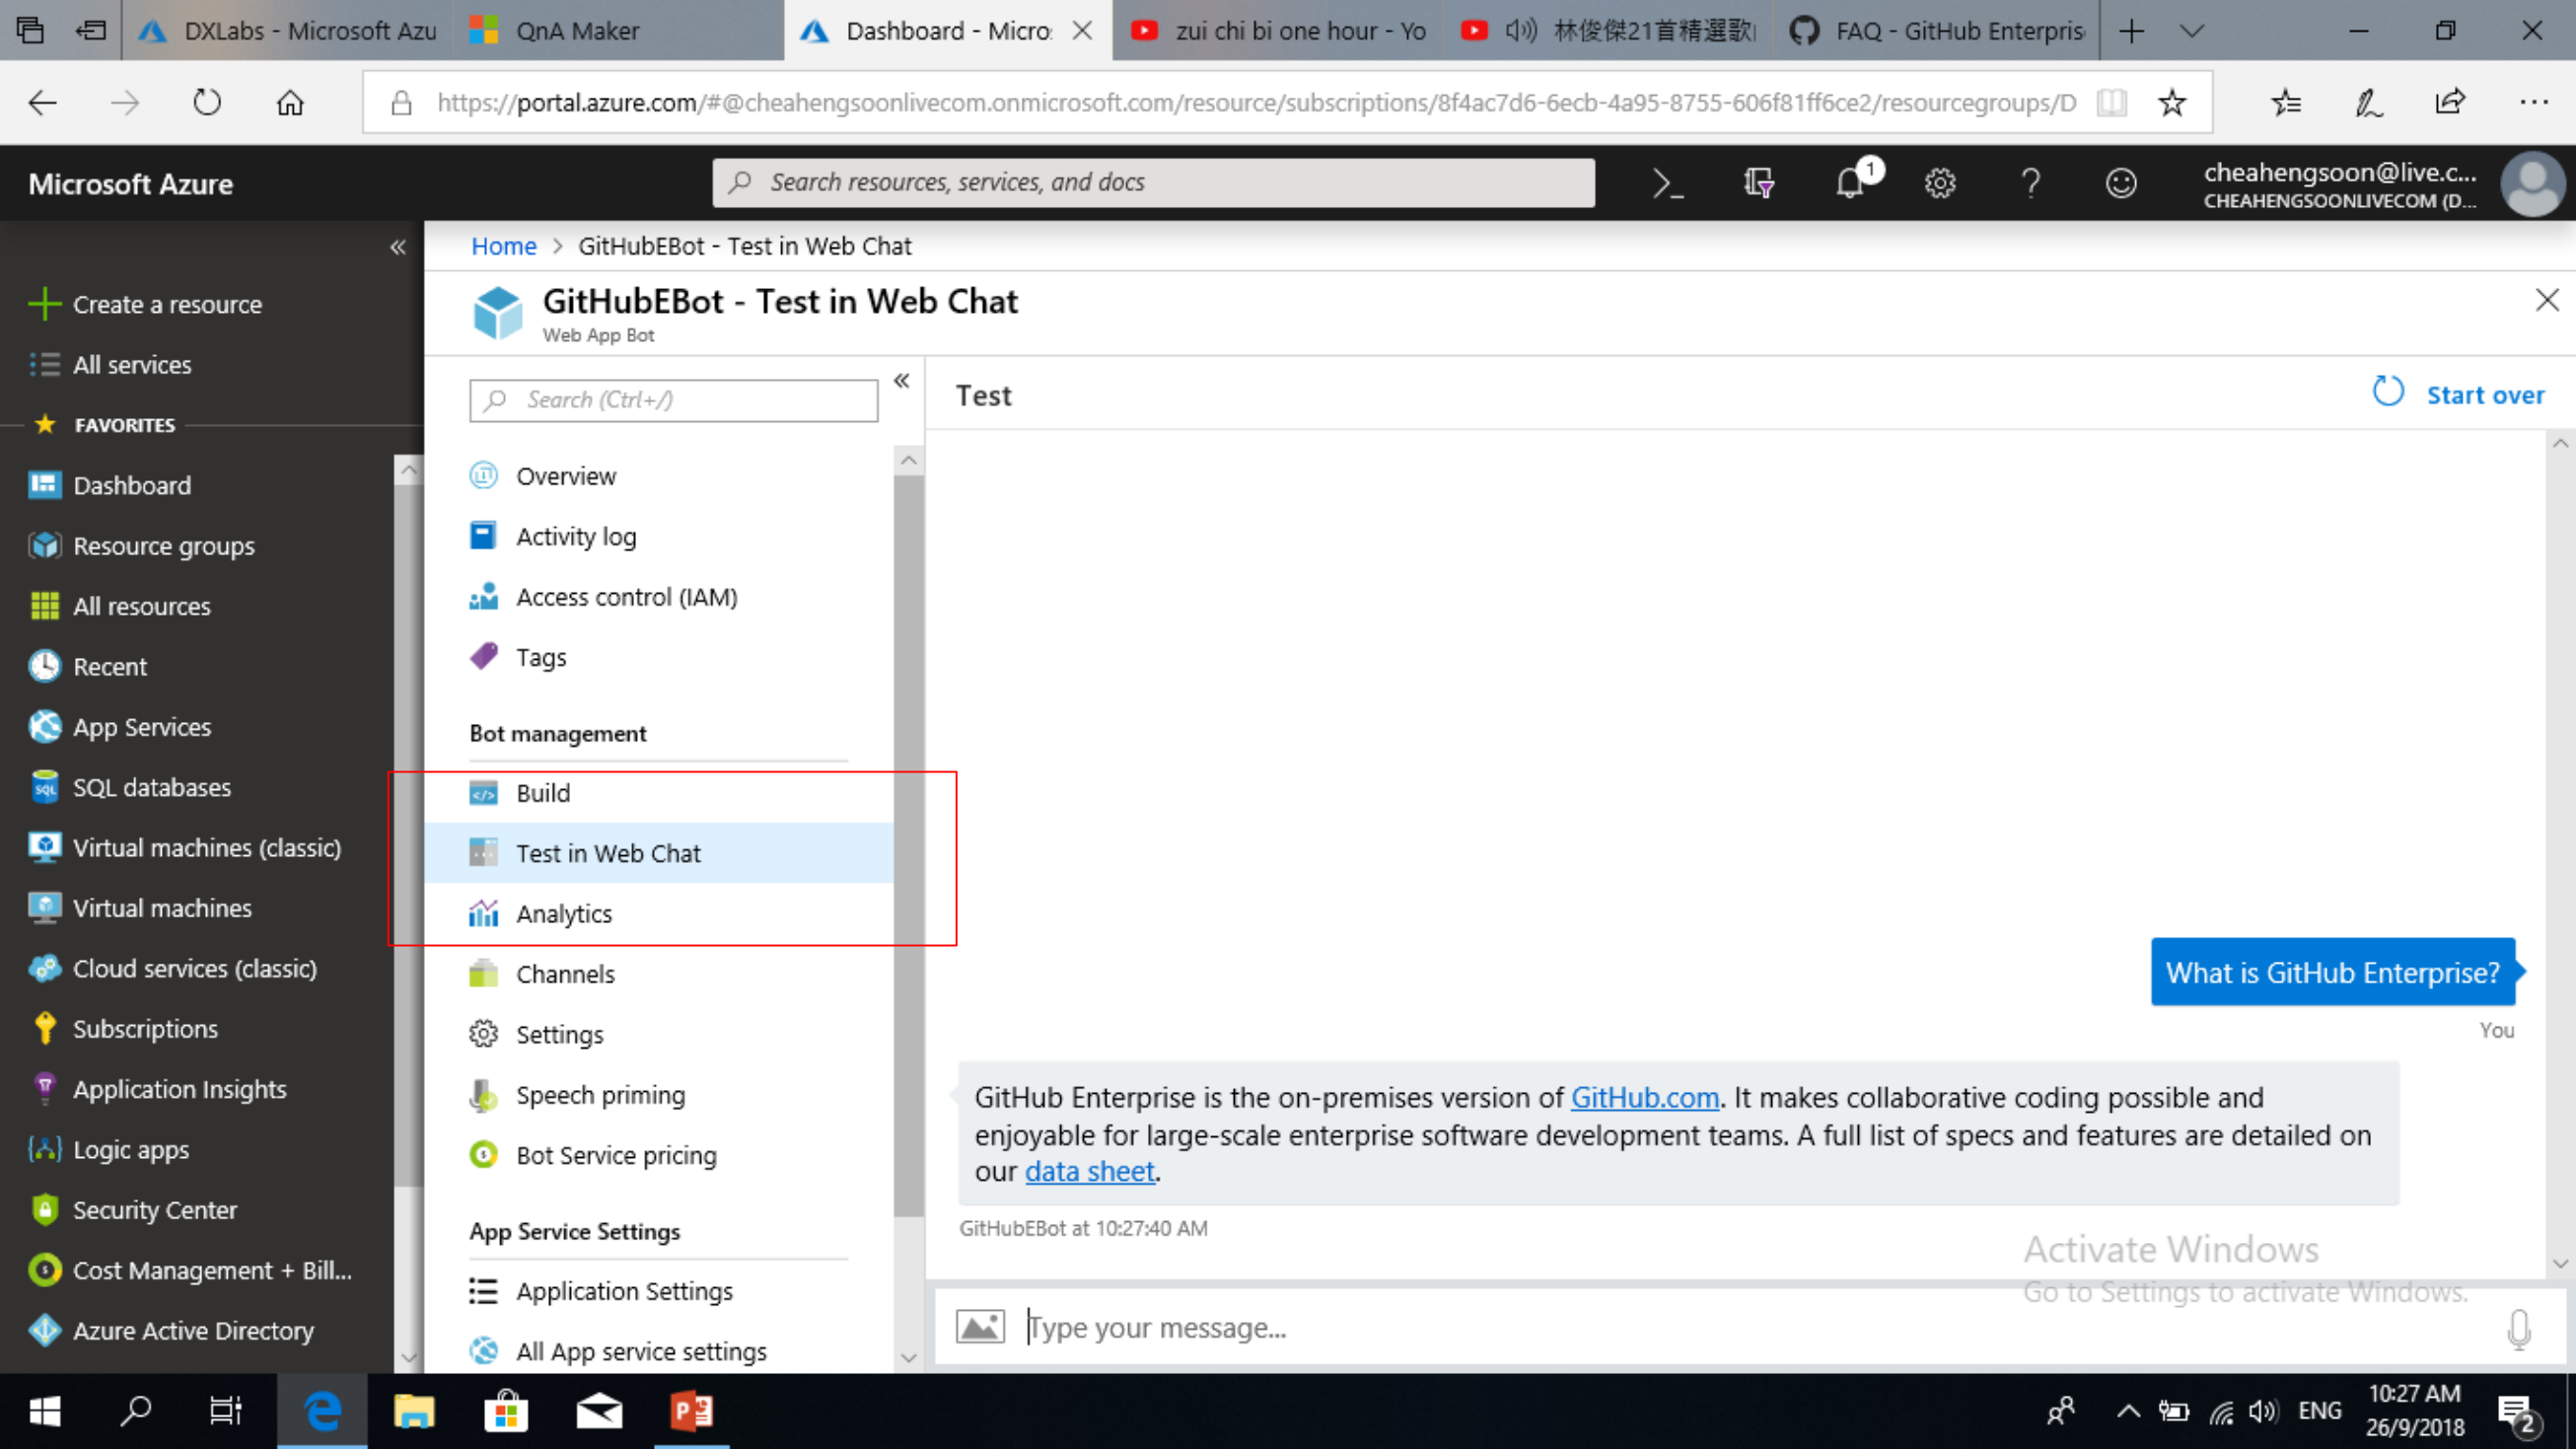 DXLabs - Microsoft Azu
QnA Maker
Dashboard - Micro
zui chi bi one hour - Yo
林俊傑21首精選歌
FAQ - GitHub Enterpris
https://portal.azure.com/#@cheahengsoonlivecom.onmicrosoft.com/resource/subscriptions/8f4ac7d6-6ecb-4a95-8755-606f81ff6ce2/resourcegroups/D
Microsoft Azure
Search resources, services, and docs
1
cheahengsoon@live.c...
CHEAHENGSOONLIVECOM (D...
Create a resource
All services
FAVORITES
Dashboard
Resource groups
All resources
Recent
App Services
SQL databases
Virtual machines (classic)
Virtual machines
Cloud services (classic)
Subscriptions
Application Insights
Logic apps
Security Center
Cost Management + Bill...
Azure Active Directory
Home > GitHubEBot - Test in Web Chat
GitHubEBot - Test in Web Chat
Web App Bot
Search (Ctrl+/)
Overview
Activity log
Access control (IAM)
Tags
Bot management
Build
Test in Web Chat
Analytics
Channels
Settings
Speech priming
Bot Service pricing
App Service Settings
Application Settings
All App service settings
Test
Start over
What is GitHub Enterprise?
You
GitHub Enterprise is the on-premises version of GitHub.com. It makes collaborative coding possible and
enjoyable for large-scale enterprise software development teams. A full list of specs and features are detailed on
our data sheet.
GitHubEBot at 10:27:40 AM
Activate Windows
Go to Settings to activate Windows.
Type your message...
ENG
10:27 AM
26/9/2018
2